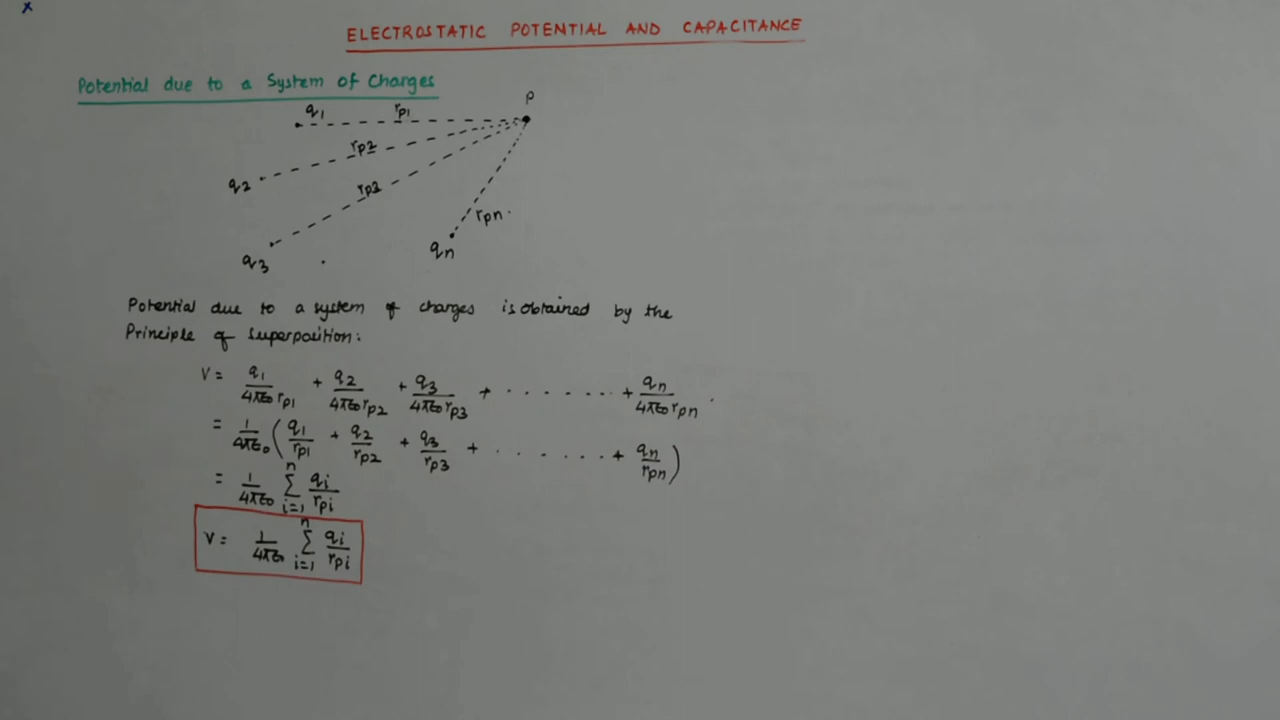 x
ELECTROSTATIC POTENTIAL AND CAPACITANCE
Potential due to a System of Charges
P
q₁ rp1
rp2
q₂ rp3
rpn.
q₃ qn
Potential due to a system of charges is obtained by the
Principle of Superposition:
V = q₁/4πε₀rp1 + q₂/4πε₀rp2 + q₃/4πε₀rp3 + ........ + qn/4πε₀rpn.
= 1/4πε₀ (q₁/rp1 + q₂/rp2 + q₃/rp3 + ........ + qn/rpn)
= 1/4πε₀ Σ i=1 n qi/rpi
V = 1/4πε₀ Σ i=1 n qi/rpi